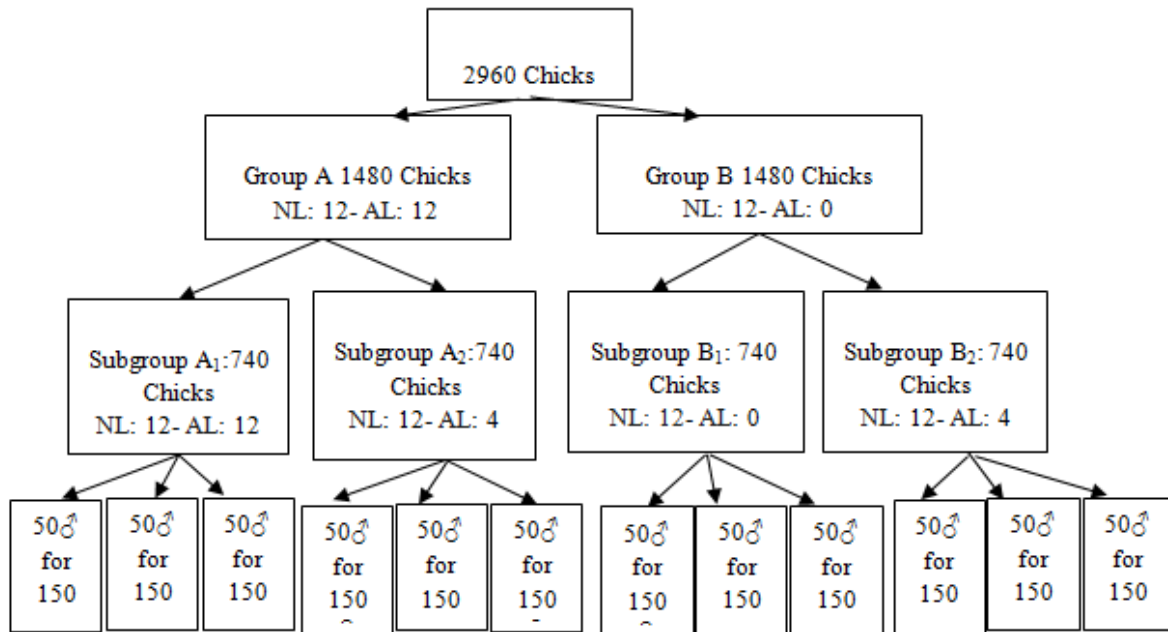 2960 Chicks
Group A 1480 Chicks
NL: 12- AL: 12
Group B 1480 Chicks
NL: 12- AL: 0
Subgroup A₁:740
Chicks
NL: 12- AL: 12
Subgroup A₂:740
Chicks
NL: 12- AL: 4
Subgroup B₁: 740
Chicks
NL: 12- AL: 0
Subgroup B₂: 740
Chicks
NL: 12- AL: 4
50♂
for
150
50♂
for
150
50♂
for
150
50♂
for
150
50♂
for
150
50♂
for
150
50♂
for
150
50♂
for
150
50♂
for
150
50♂
for
150
50♂
for
150
50♂
for
150